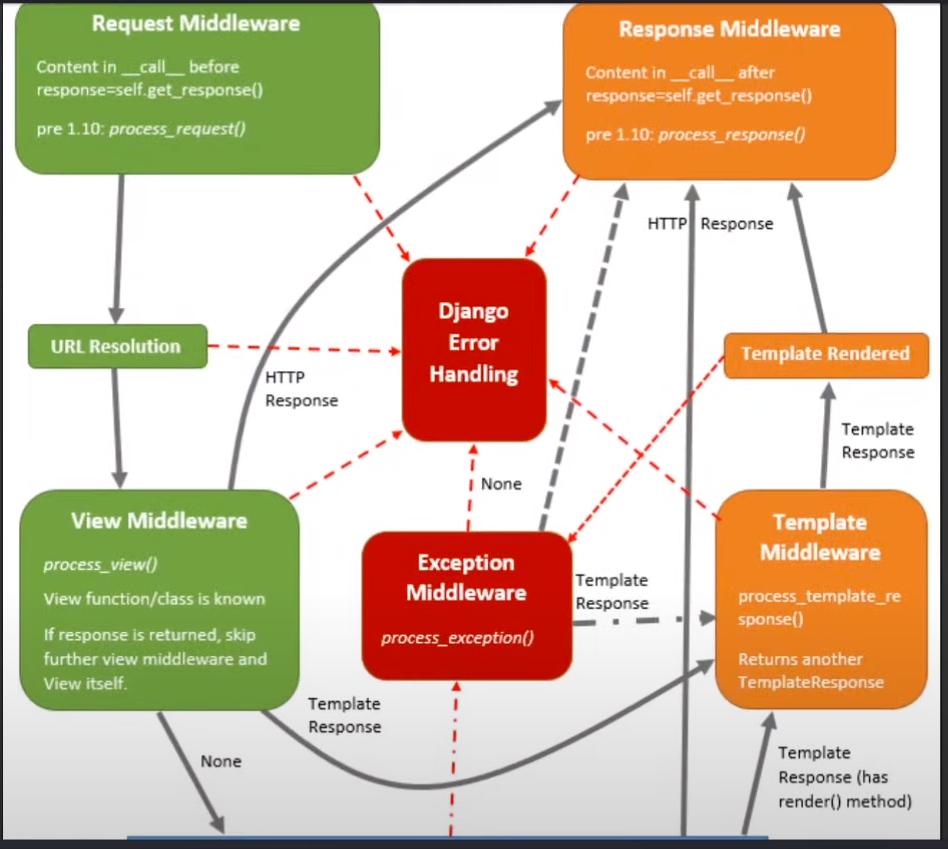 Request Middleware
Content in __call__ before
response=self.get_response()
pre 1.10: process_request()
Response Middleware
Content in __call__ after
response=self.get_response()
pre 1.10: process_response()
HTTP Response
Django
Error
Handling
URL Resolution
Template Rendered
HTTP
Response
Template
Response
None
View Middleware
process_view()
View function/class is known
If response is returned, skip
further view middleware and
View itself.
Exception
Middleware
process_exception()
Template
Response
Template
Middleware
process_template_re
sponse()
Returns another
TemplateResponse
Template
Response
None
Template
Response (has
render() method)